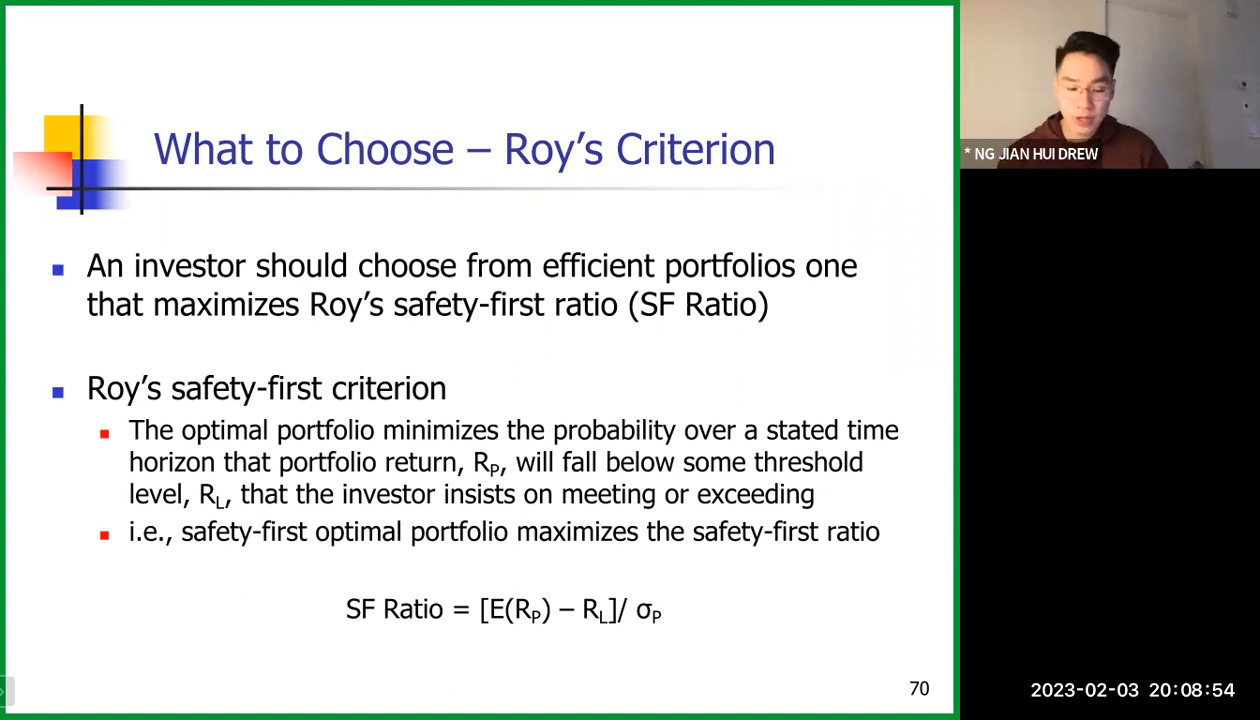 What to Choose – Roy's Criterion
An investor should choose from efficient portfolios one
that maximizes Roy's safety-first ratio (SF Ratio)
Roy's safety-first criterion
The optimal portfolio minimizes the probability over a stated time
horizon that portfolio return, RP, will fall below some threshold
level, RL, that the investor insists on meeting or exceeding
i.e., safety-first optimal portfolio maximizes the safety-first ratio
SF Ratio = [E(RP) – RL]/ σP
70
* NG JIAN HUI DREW
2023-02-03 20:08:54